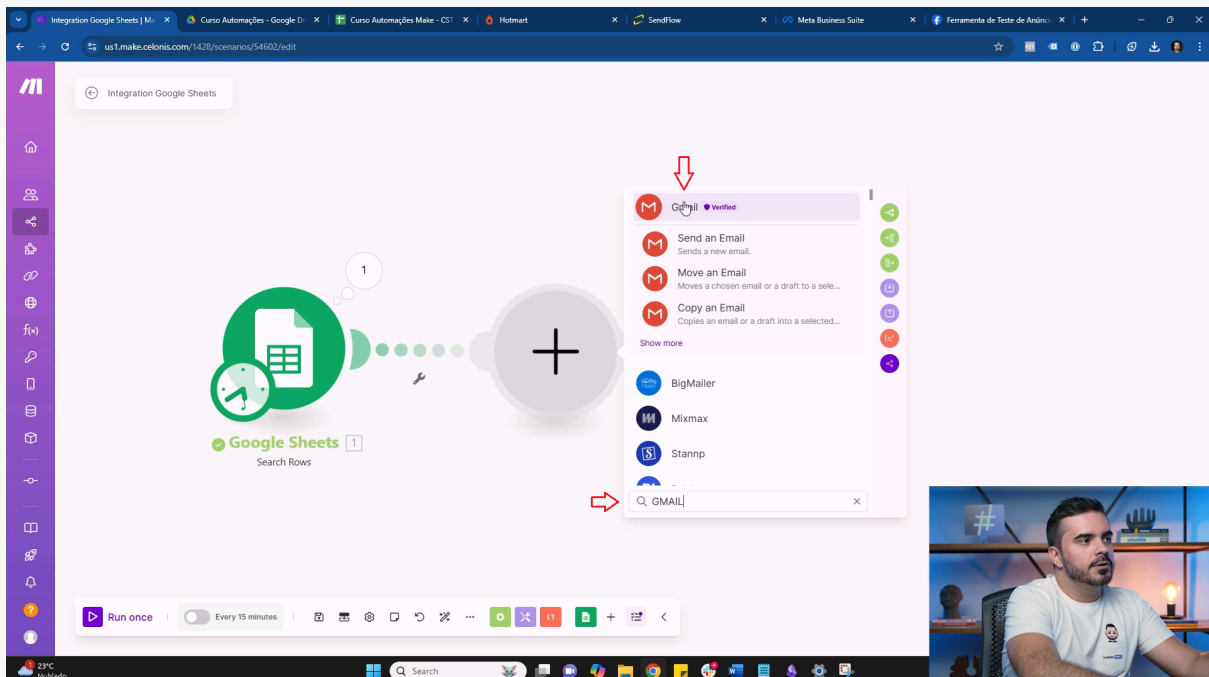 Integration Google Sheets | Ma
Curso Automações - Google Dr
Curso Automações Make - CST
Hotmart
SendFlow
Meta Business Suite
Ferramenta de Teste de Anúnc
us1.make.celonis.com/1428/scenarios/54602/edit
Integration Google Sheets
1
Google Sheets 1
Search Rows
Gmail Verified
Send an Email
Sends a new email.
Move an Email
Moves a chosen email or a draft to a sele...
Copy an Email
Copies an email or a draft into a selected...
Show more
BigMailer
Mixmax
Stannp
GMAIL
Run once
Every 15 minutes
23°C
Nublado
Search